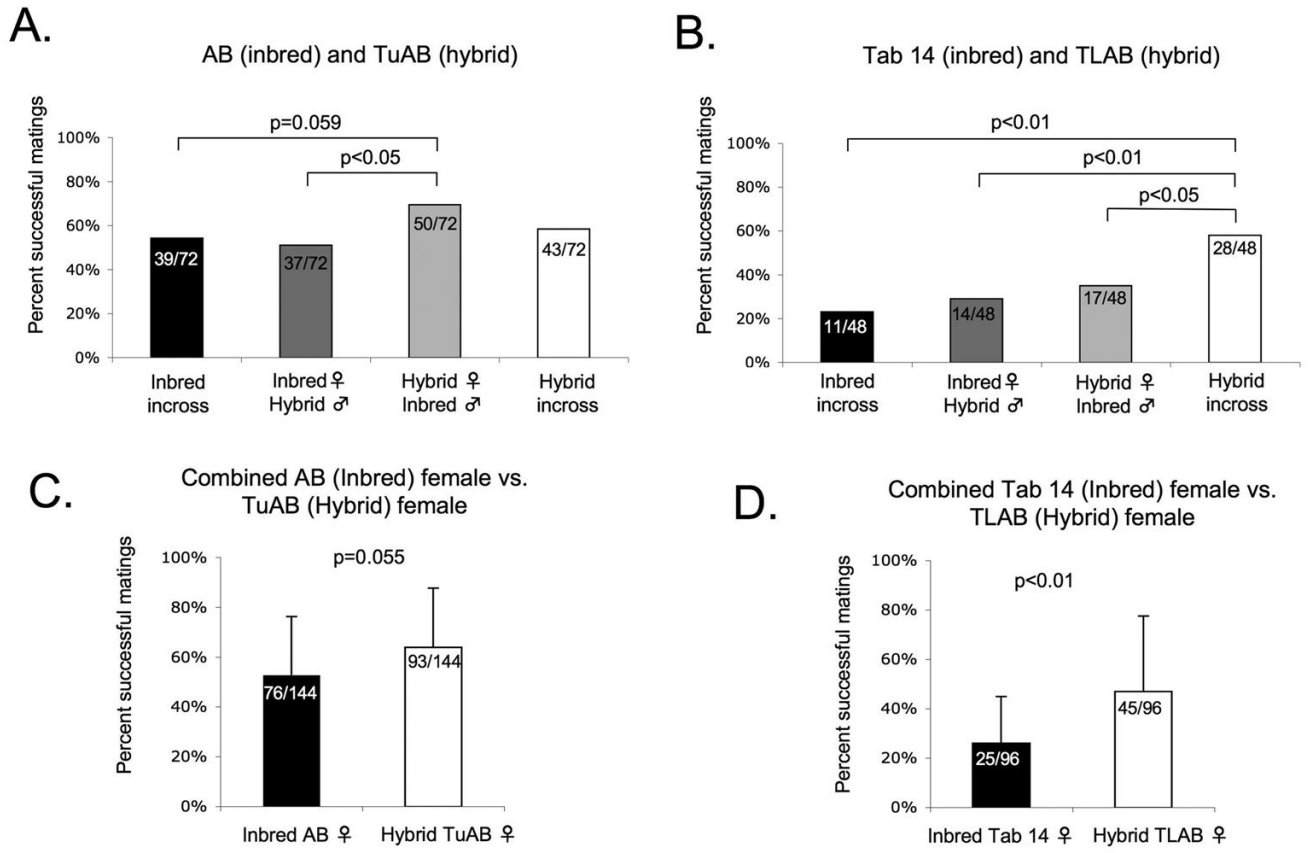 A.
AB (inbred) and TuAB (hybrid)
Percent successful matings
100%
80%
60%
40%
20%
0%
p=0.059
p<0.05
39/72
37/72
50/72
43/72
Inbred
incross
Inbred♀
Hybrid ♂
Hybrid ♀
Inbred ♂
Hybrid
incross
B.
Tab 14 (inbred) and TLAB (hybrid)
Percent successful matings
100%
80%
60%
40%
20%
0%
p<0.01
p<0.01
p<0.05
11/48
14/48
17/48
28/48
Inbred
incross
Inbred♀
Hybrid ♂
Hybrid ♀
Inbred ♂
Hybrid
incross
C.
Combined AB (Inbred) female vs.
TuAB (Hybrid) female
Percent successful matings
100%
80%
60%
40%
20%
0%
p=0.055
76/144
93/144
Inbred AB ♀
Hybrid TuAB ♀
D.
Combined Tab 14 (Inbred) female vs.
TLAB (Hybrid) female
Percent successful matings
100%
80%
60%
40%
20%
0%
p<0.01
25/96
45/96
Inbred Tab 14 ♀
Hybrid TLAB ♀